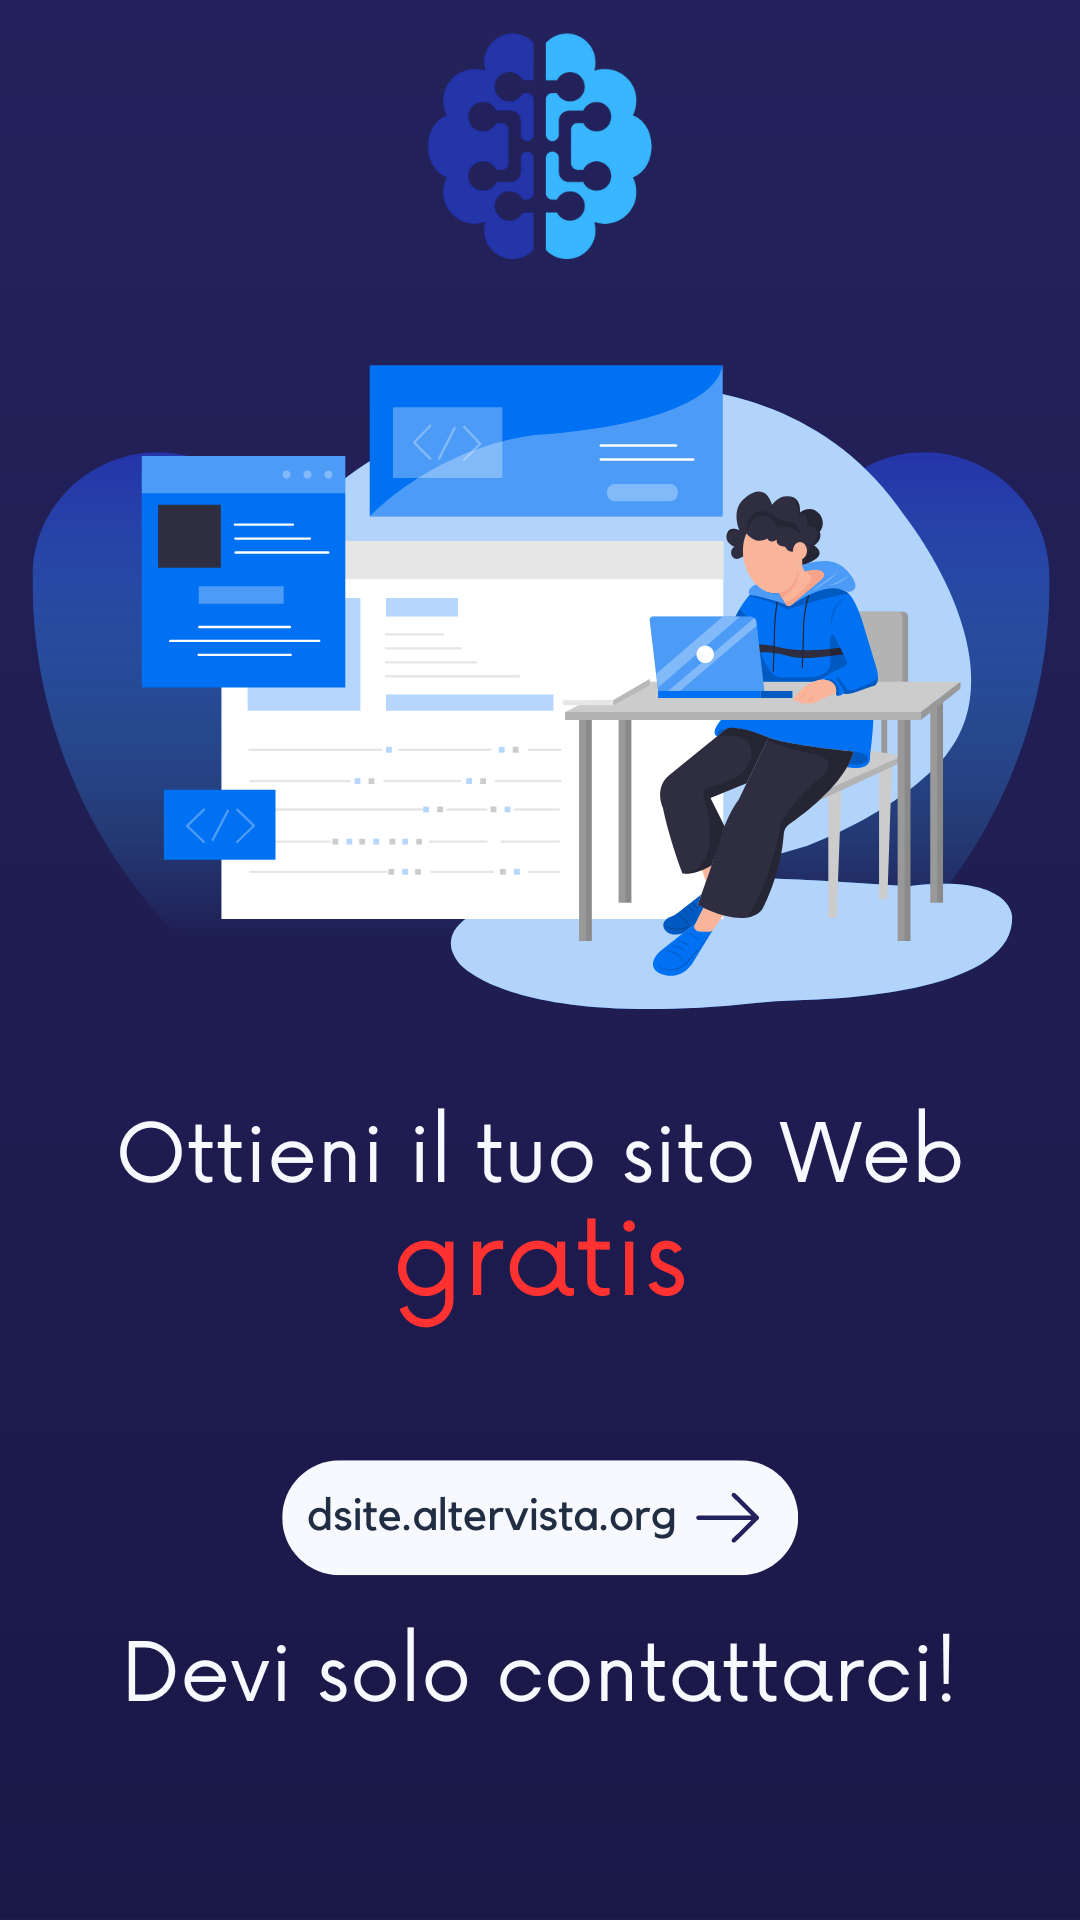 </>
</>
Ottieni il tuo sito Web
gratis
dsite.altervista.org
Devi solo contattarci!